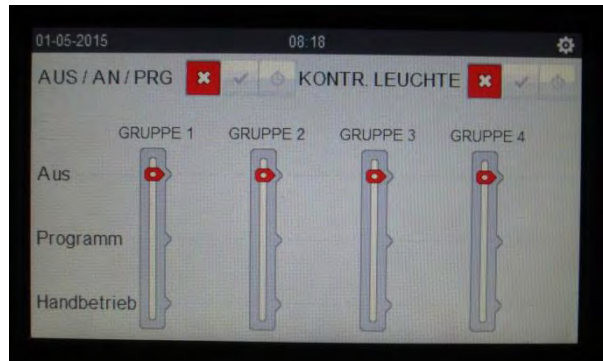 01-05-2015 08:18
AUS / AN / PRG KONTR. LEUCHTE
GRUPPE 1 GRUPPE 2 GRUPPE 3 GRUPPE 4
Aus
Programm
Handbetrieb